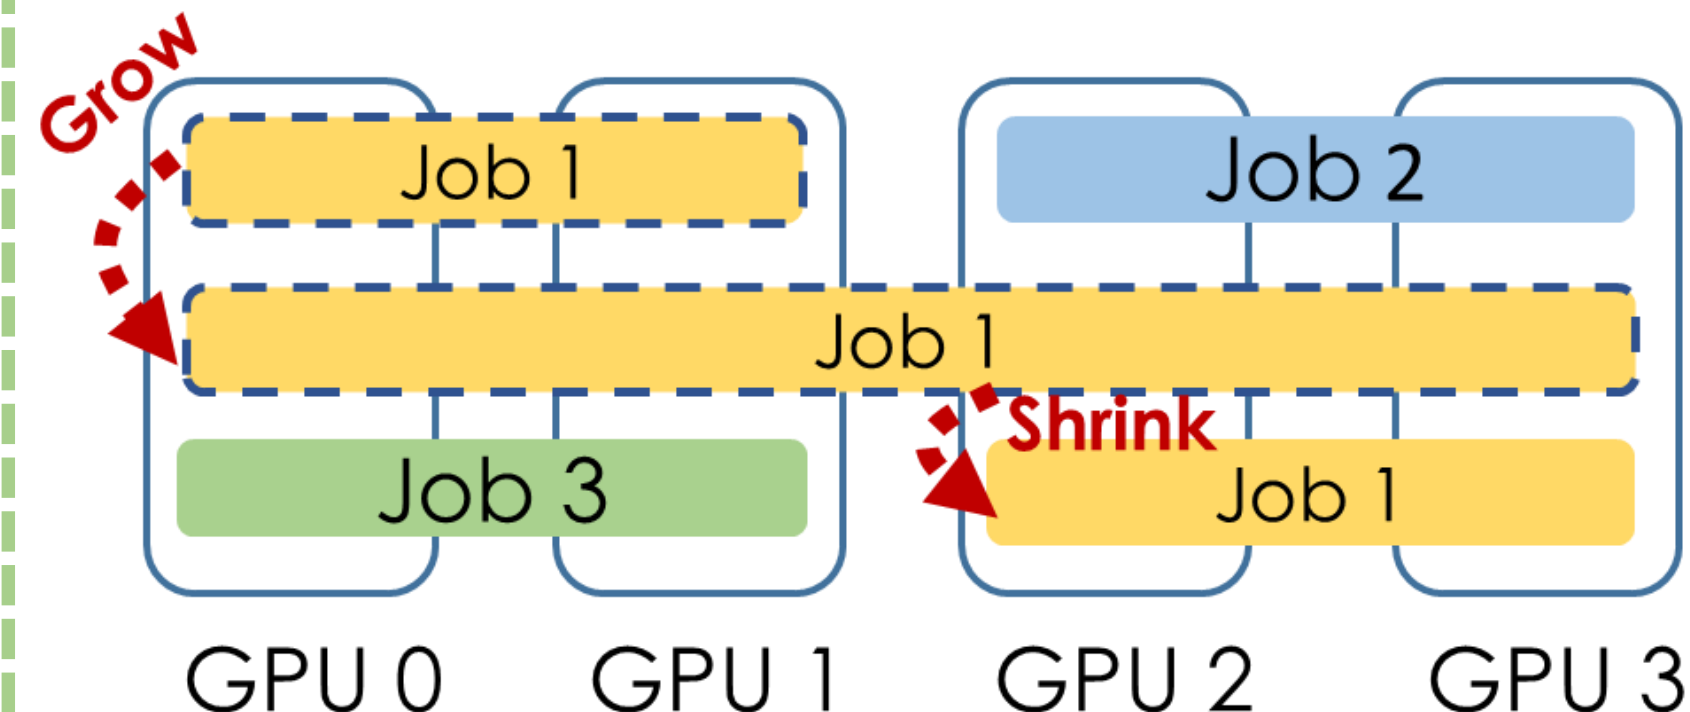 Grow
Job 1
Job 2
Job 1
Shrink
Job 3
Job 1
GPU 0
GPU 1
GPU 2
GPU 3